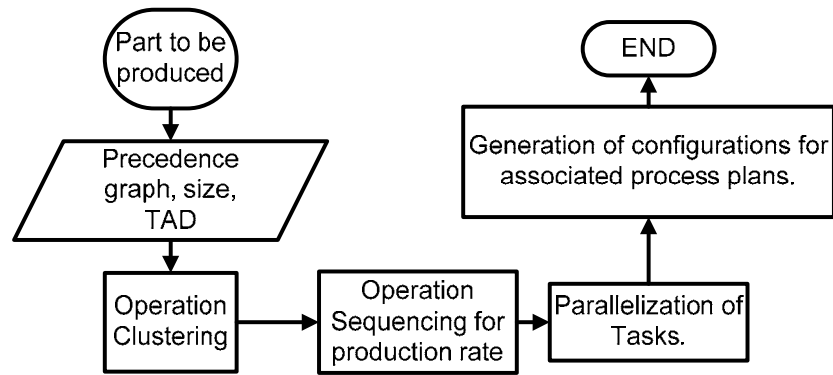 Part to be
produced
Precedence
graph, size,
TAD
Operation
Clustering
Operation
Sequencing for
production rate
Parallelization of
Tasks.
Generation of configurations for
associated process plans.
END